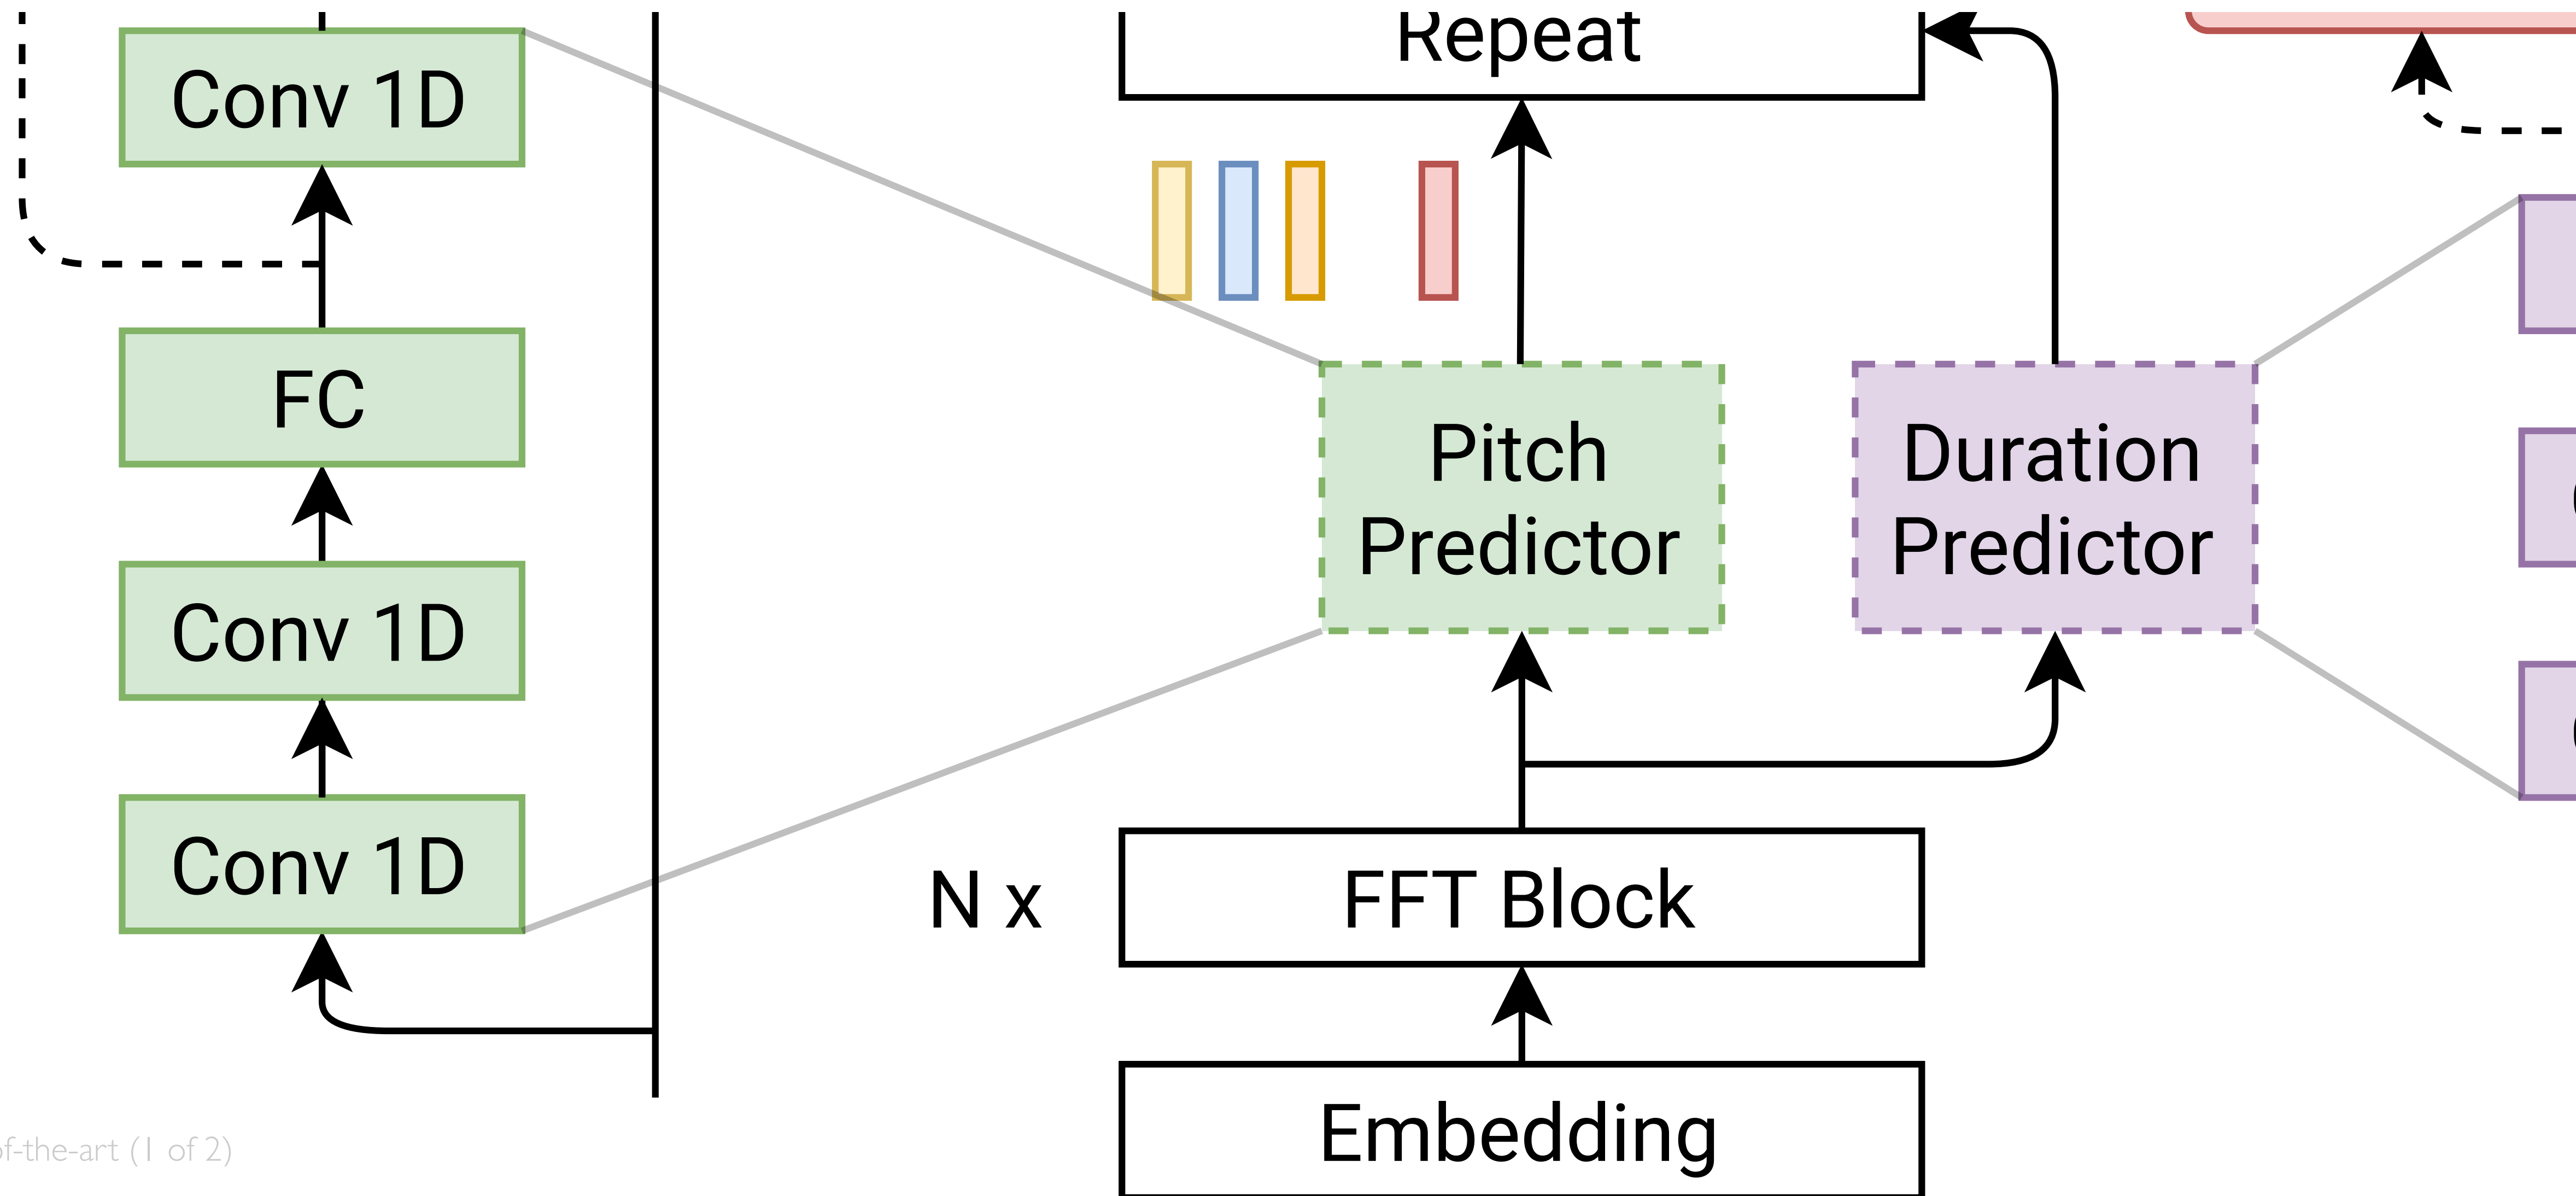 Conv 1D
FC
Conv 1D
Conv 1D
Repeat
Pitch
Predictor
Duration
Predictor
N x
FFT Block
Embedding
of-the-art (1 of 2)